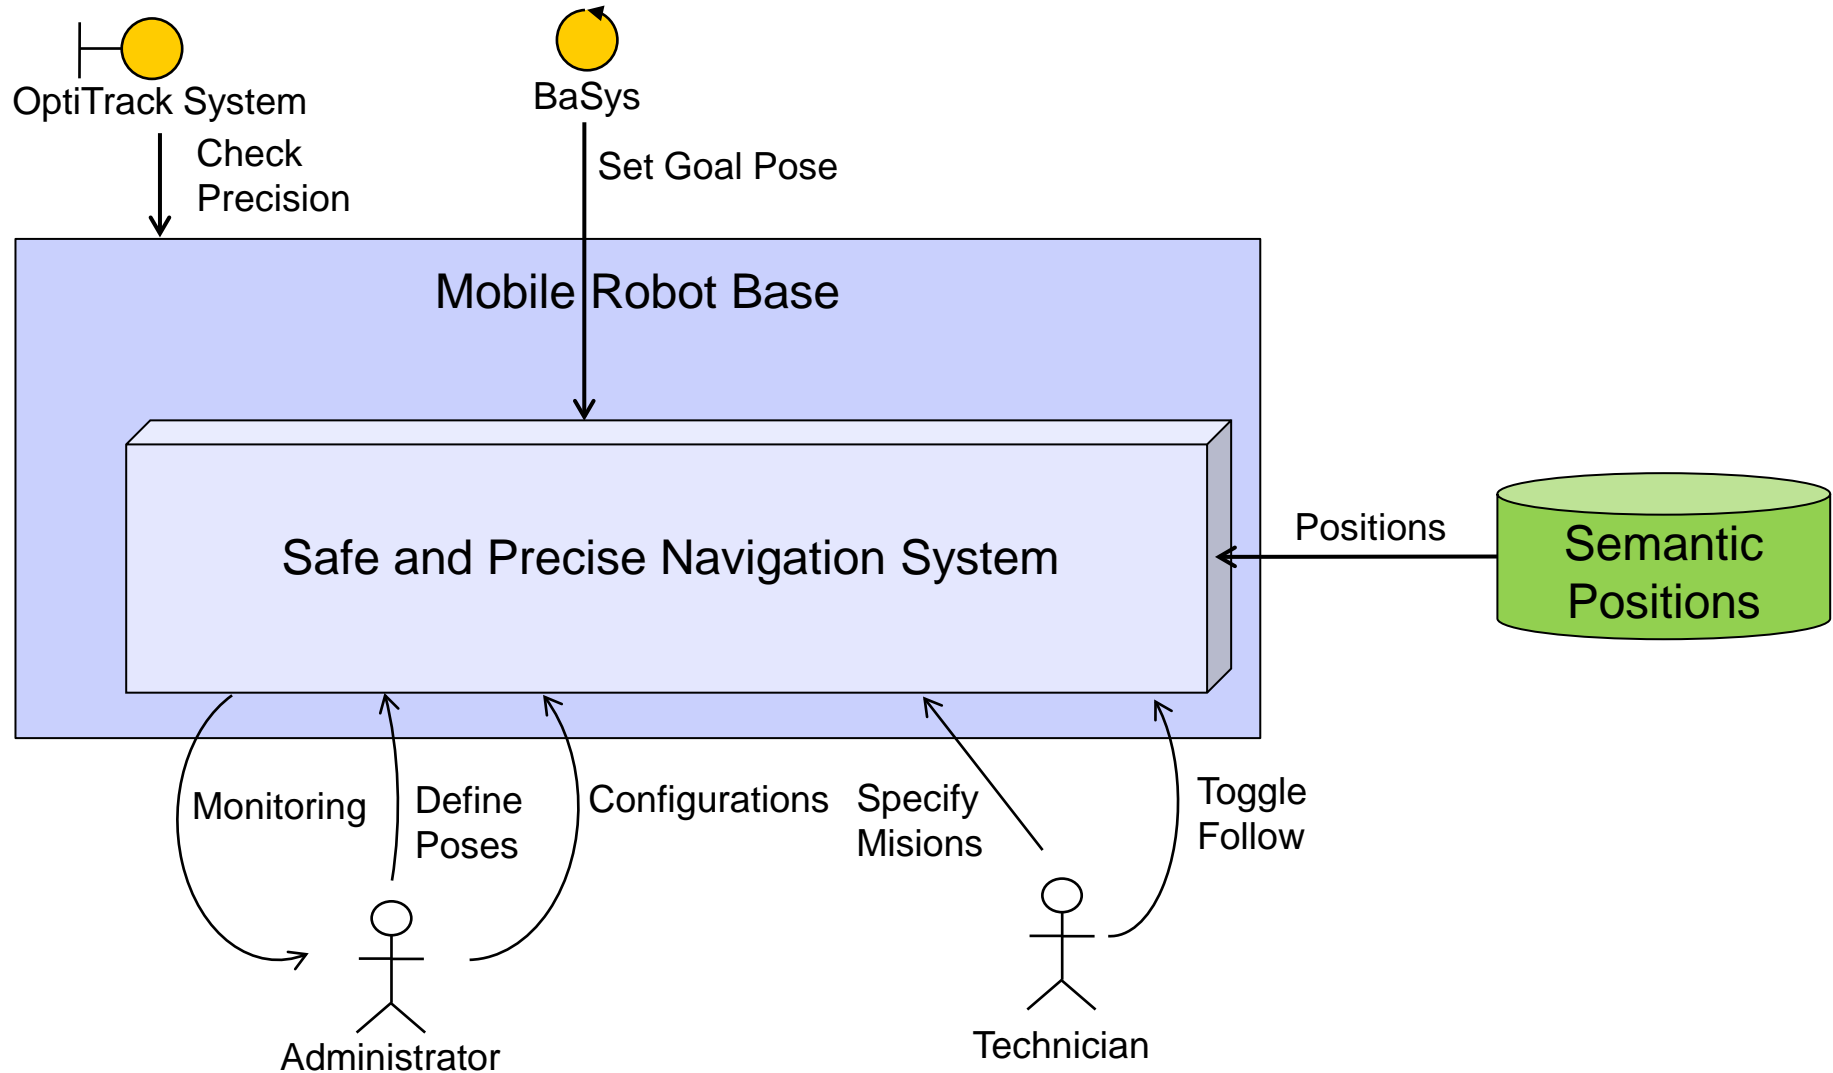 OptiTrack System
BaSys
Check
Precision
Set Goal Pose
Mobile Robot Base
Safe and Precise Navigation System
Positions
Semantic
Positions
Monitoring
Define
Poses
Configurations
Specify
Misions
Toggle
Follow
Administrator
Technician